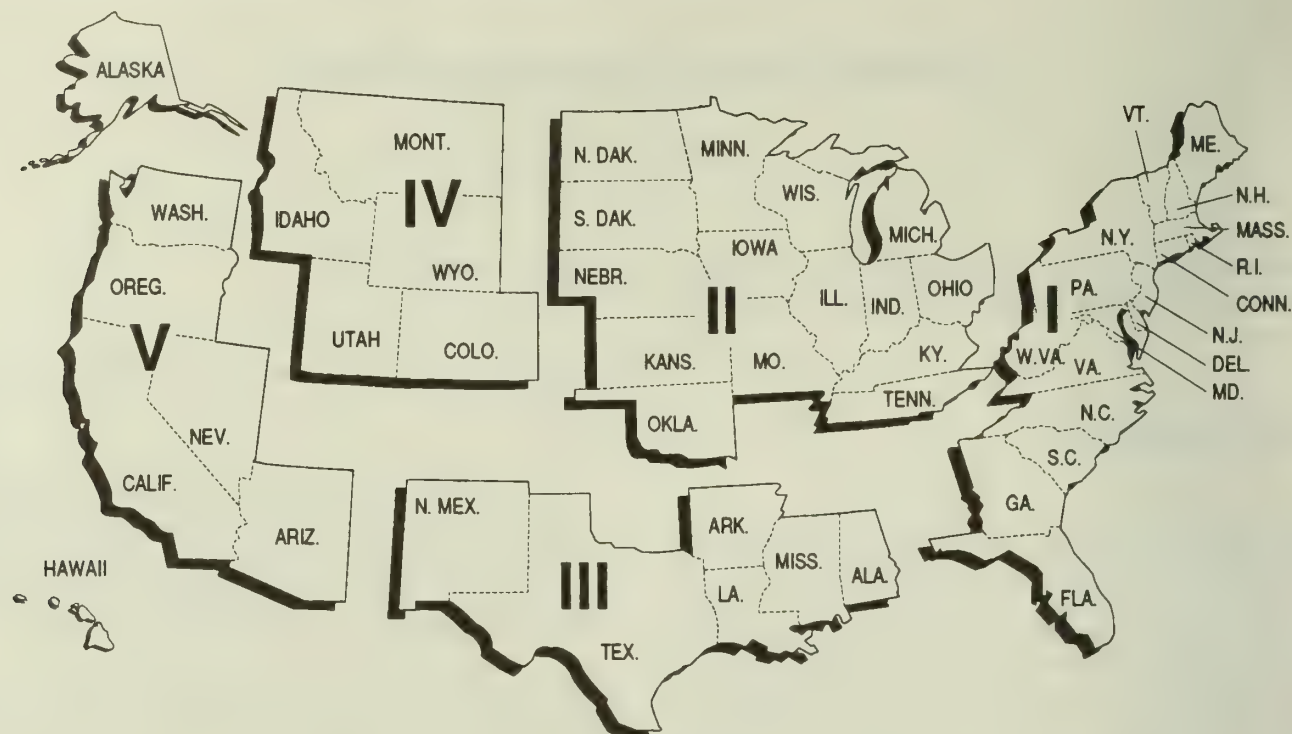 ALASKA
WASH.
OREG.
V
NEV.
CALIF.
ARIZ.
HAWAII
MONT.
IV
IDAHO
WYO.
UTAH
COLO.
N. DAK.
MINN.
S. DAK.
WIS.
MICH.
IOWA
NEBR.
II
ILL.
IND.
OHIO
KANS.
MO.
KY.
TENN.
OKLA.
N. MEX.
III
TEX.
ARK.
LA.
MISS.
ALA.
VT.
ME.
N.H.
MASS.
R.I.
CONN.
N.Y.
PA.
I
N.J.
DEL.
MD.
W.VA.
VA.
N.C.
S.C.
GA.
FLA.